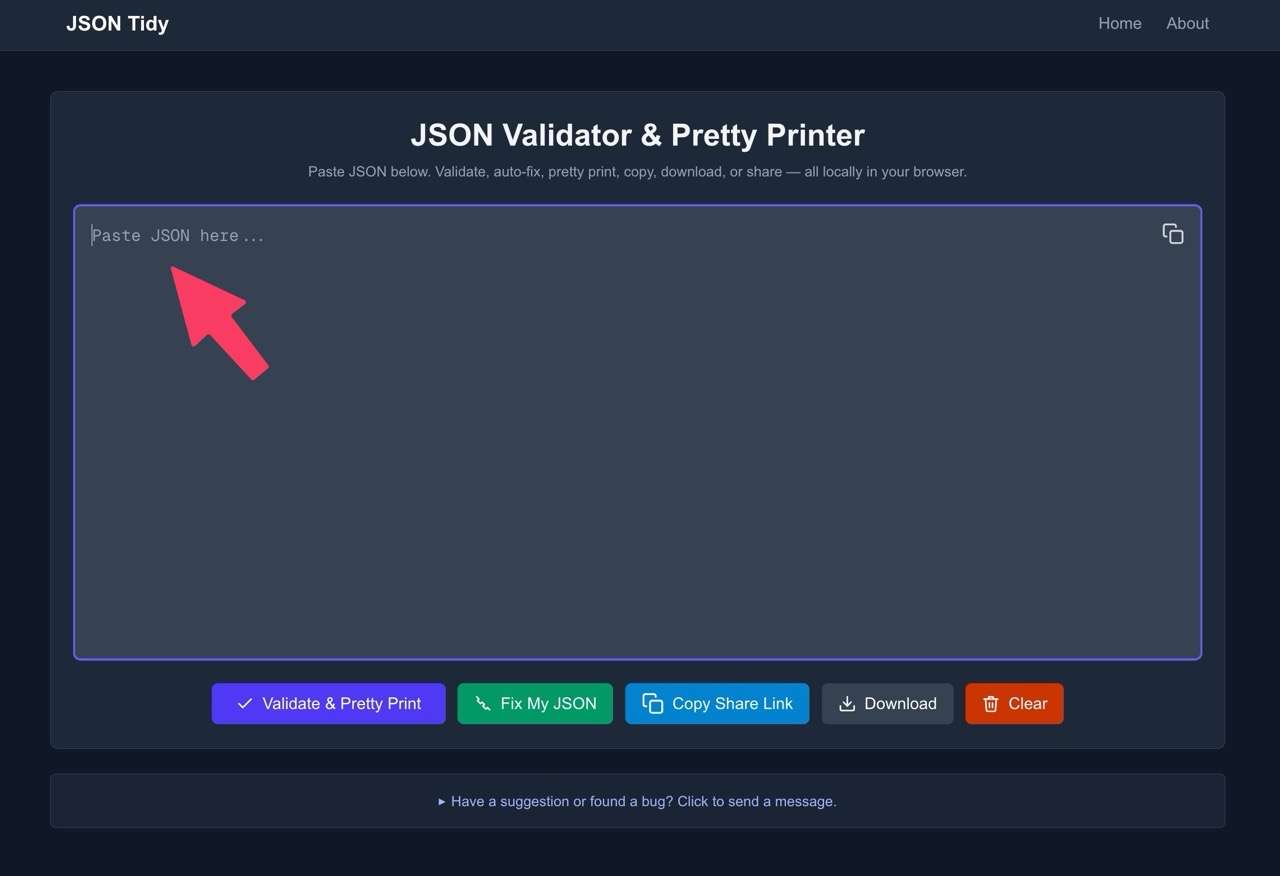 JSON Tidy
Home
About
JSON Validator & Pretty Printer
Paste JSON below. Validate, auto-fix, pretty print, copy, download, or share — all locally in your browser.
Paste JSON here...
Validate & Pretty Print
Fix My JSON
Copy Share Link
Download
Clear
▸ Have a suggestion or found a bug? Click to send a message.